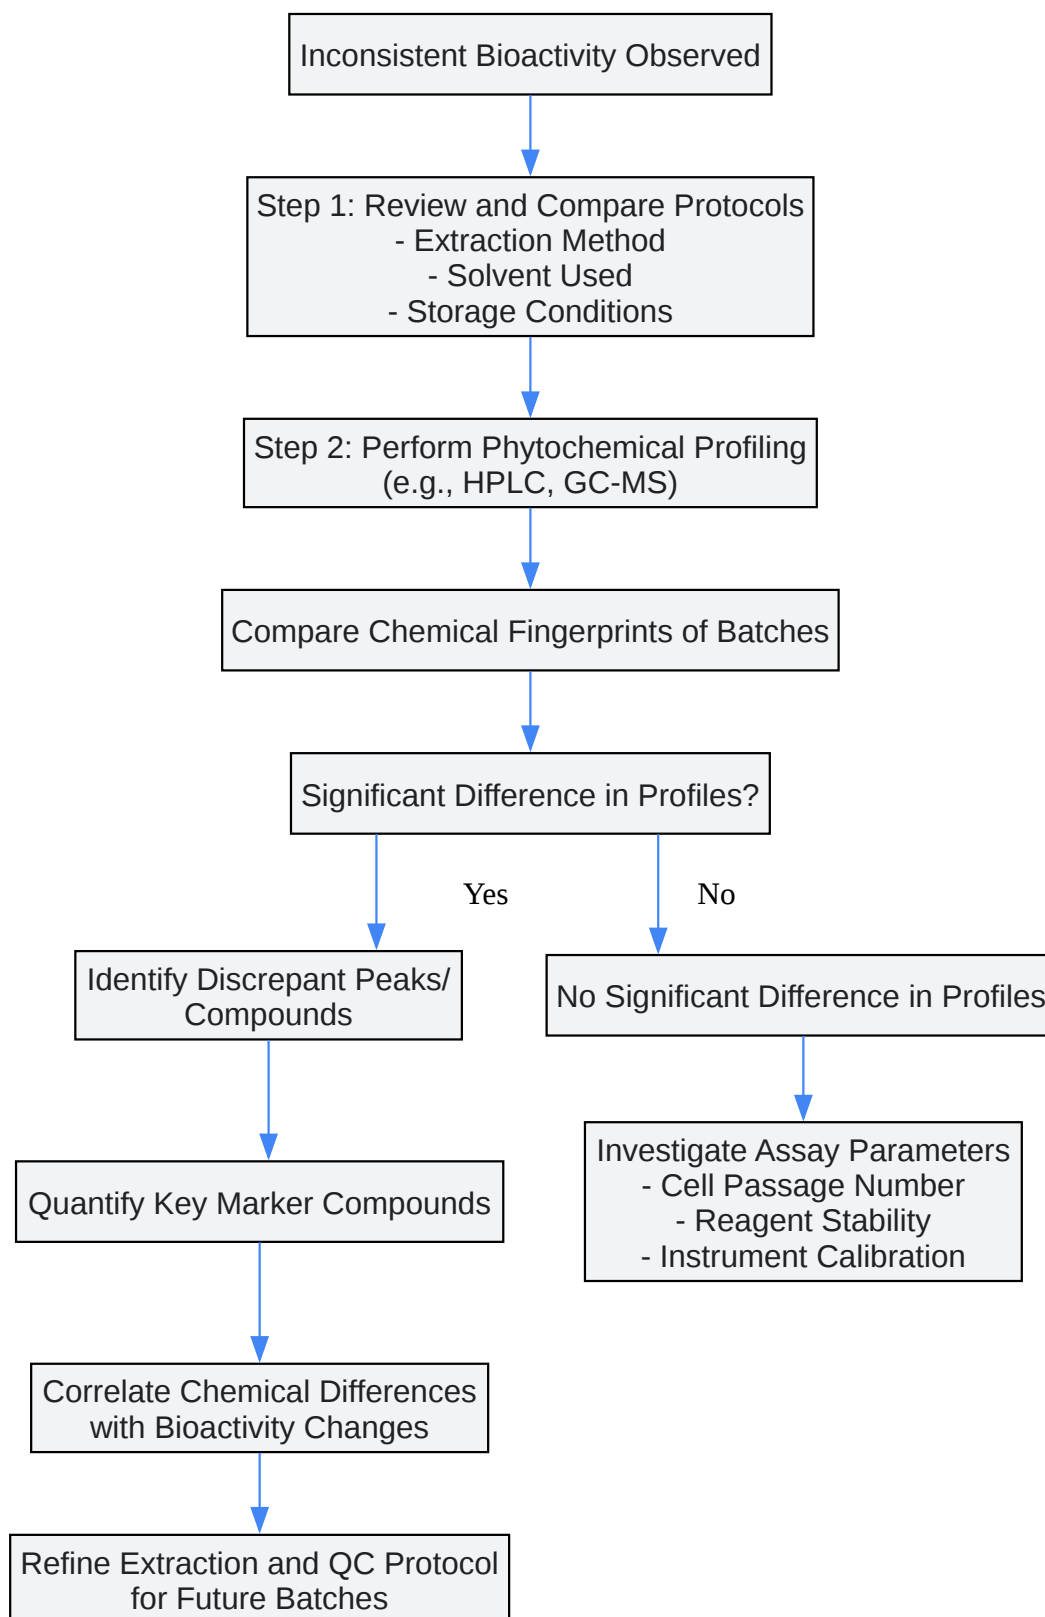 Inconsistent Bioactivity Observed
Step 1: Review and Compare Protocols
- Extraction Method
- Solvent Used
- Storage Conditions
Step 2: Perform Phytochemical Profiling
(e.g., HPLC, GC-MS)
Compare Chemical Fingerprints of Batches
Significant Difference in Profiles?
Yes
No
Identify Discrepant Peaks/
Compounds
No Significant Difference in Profiles
Investigate Assay Parameters
- Cell Passage Number
- Reagent Stability
- Instrument Calibration
Quantify Key Marker Compounds
Correlate Chemical Differences
with Bioactivity Changes
Refine Extraction and QC Protocol
for Future Batches